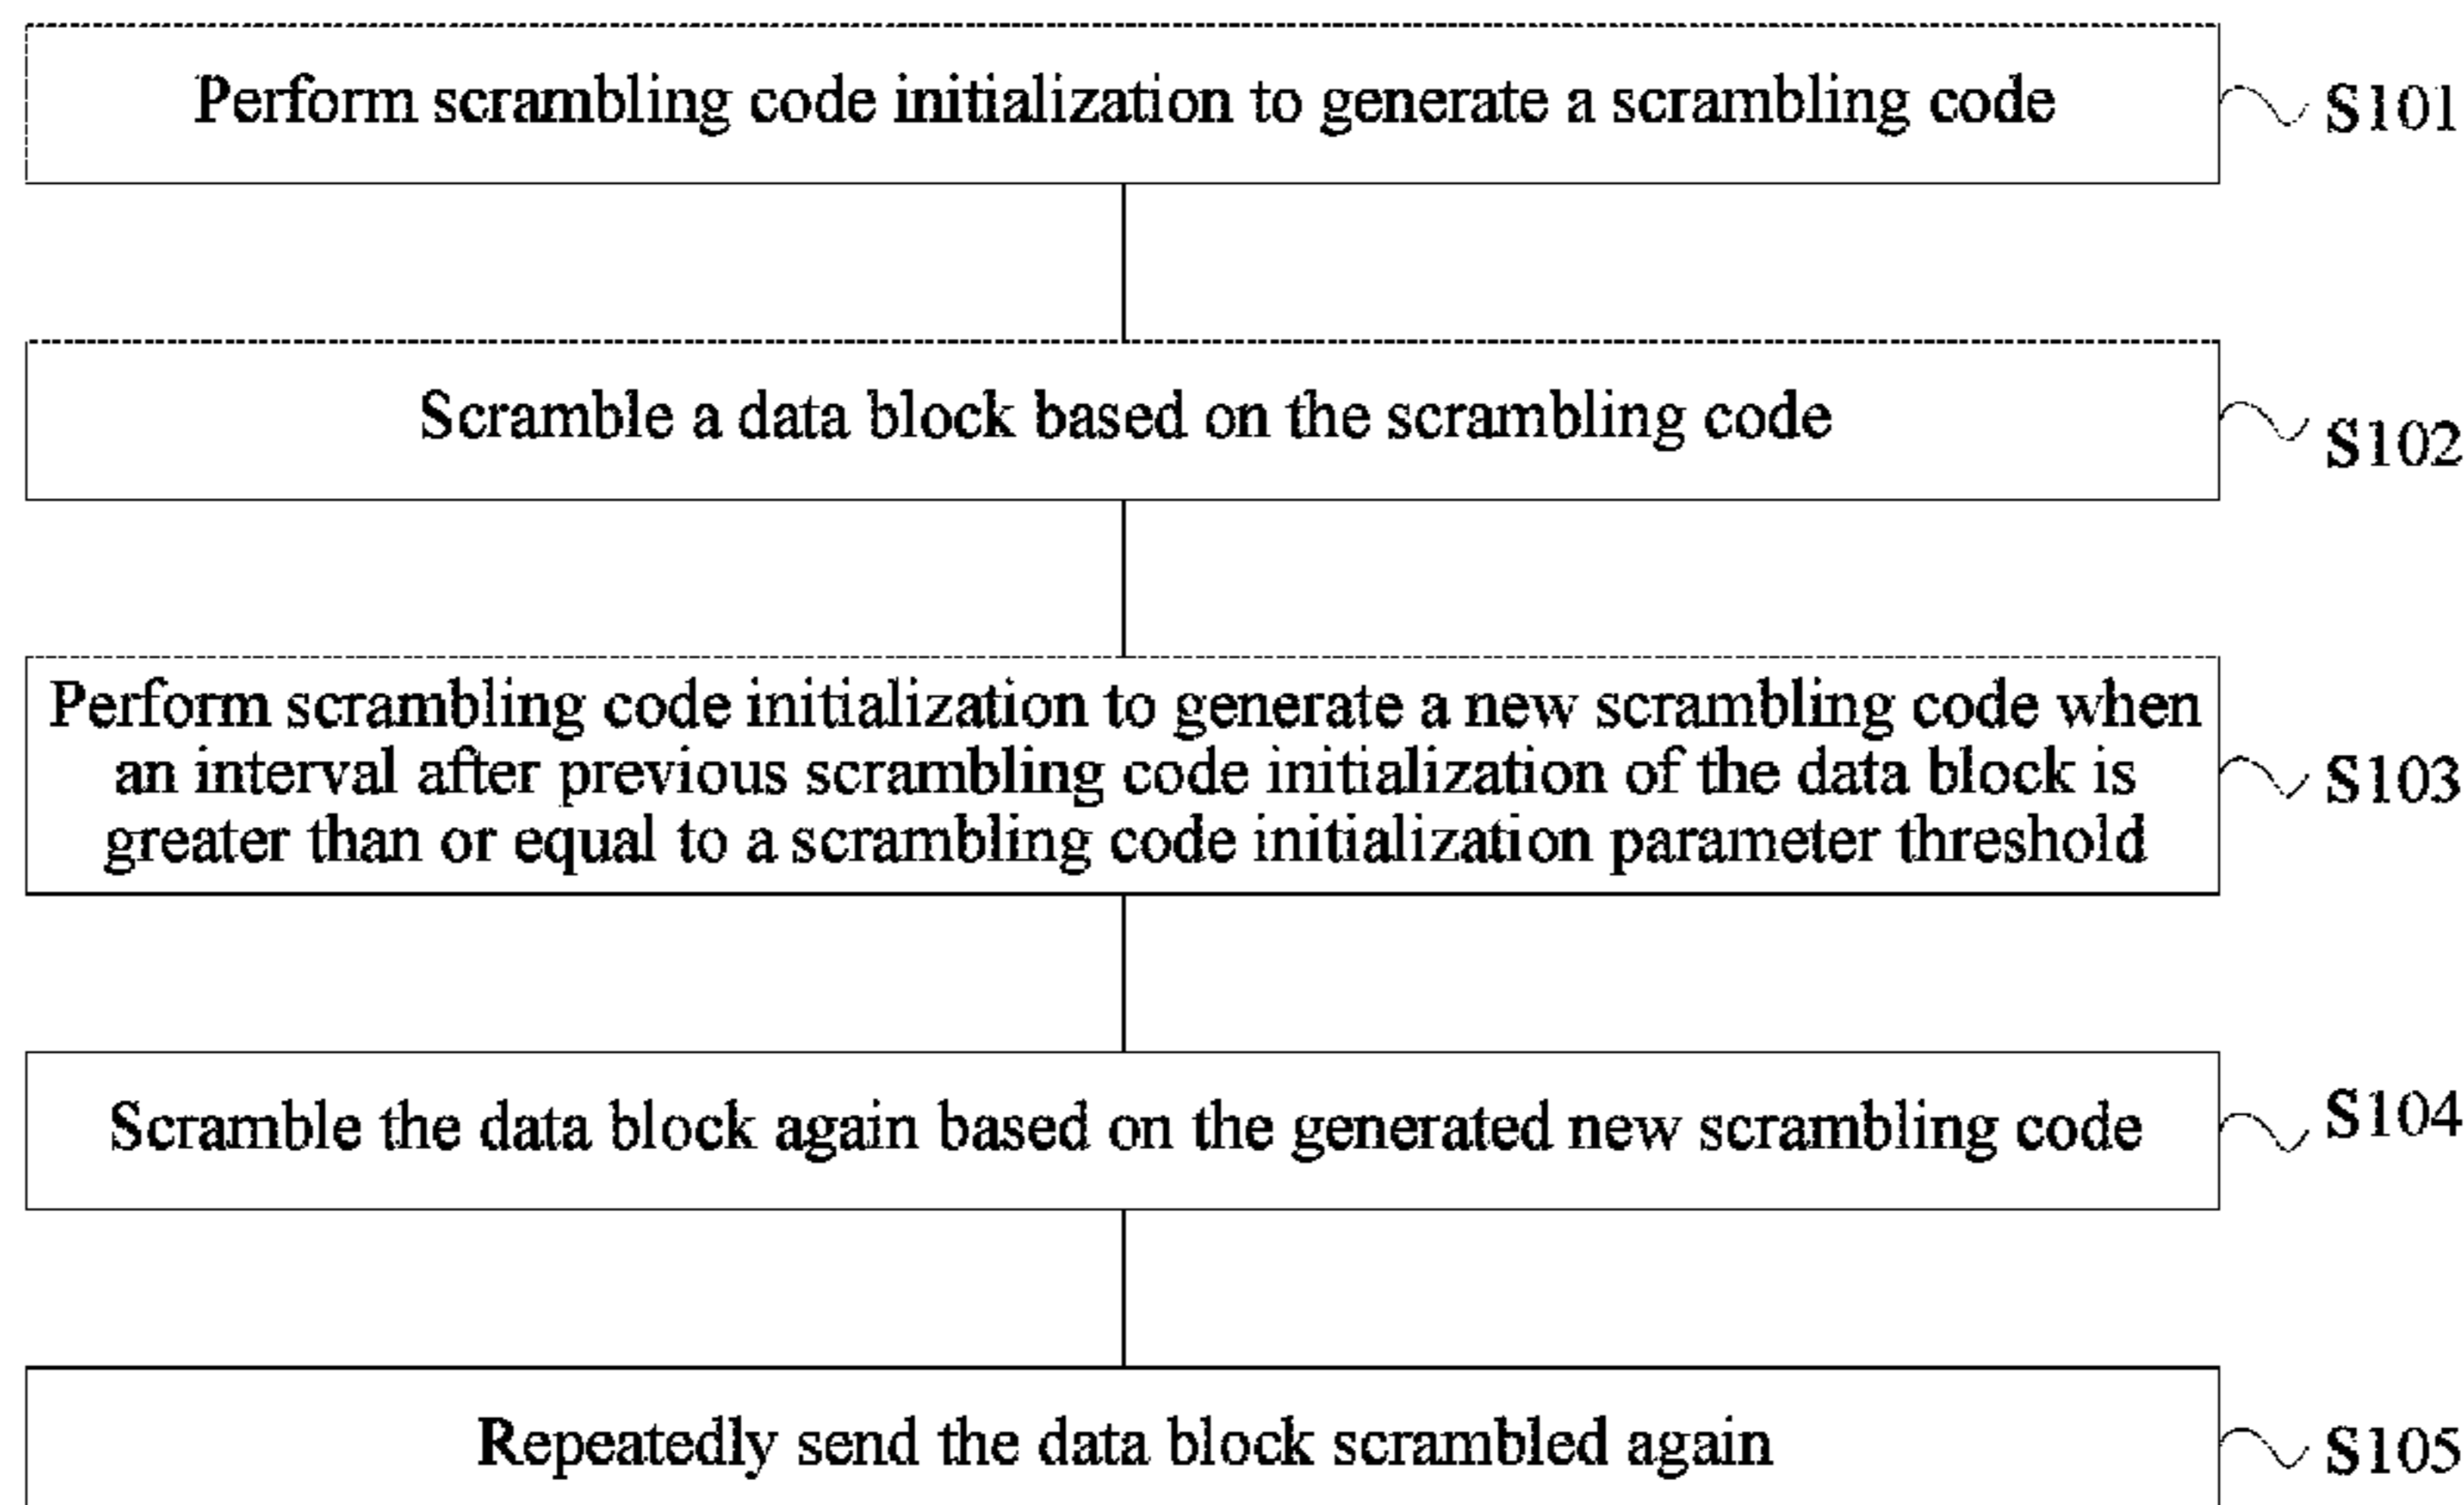 Perform scrambling code initialization to generate a scrambling code
S101
Scramble a data block based on the scrambling code
S102
Perform scrambling code initialization to generate a new scrambling code when
an interval after previous scrambling code initialization of the data block is
greater than or equal to a scrambling code initialization parameter threshold
S103
Scramble the data block again based on the generated new scrambling code
S104
Repeatedly send the data block scrambled again
S105